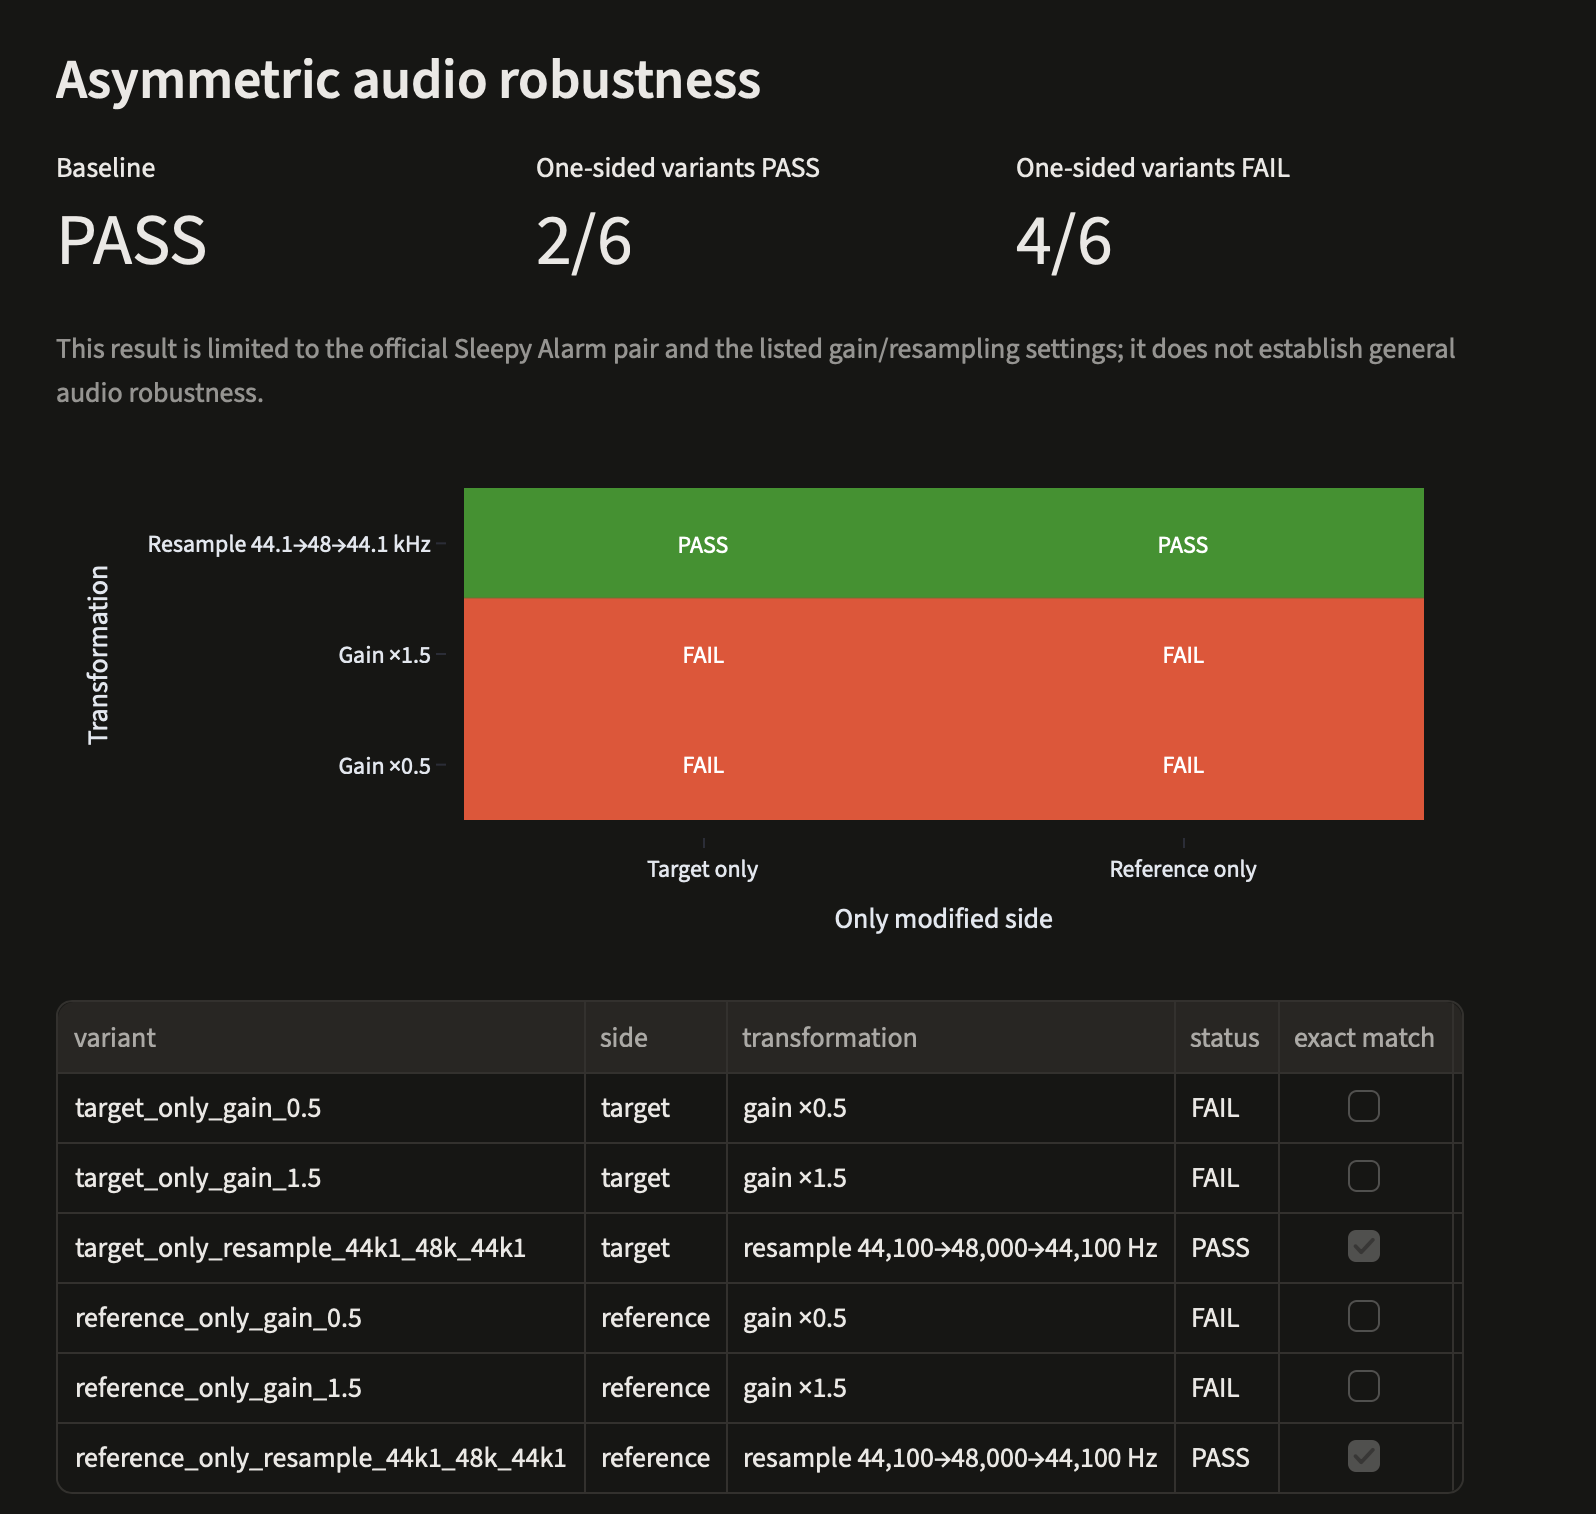 Asymmetric audio robustness
Baseline
PASS
One-sided variants PASS
2/6
One-sided variants FAIL
4/6
This result is limited to the official Sleepy Alarm pair and the listed gain/resampling settings; it does not establish general
audio robustness.
Transformation
Resample 44.1→48→44.1 kHz PASS PASS
Gain ×1.5 FAIL FAIL
Gain ×0.5 FAIL FAIL
Target only Reference only
Only modified side
variant side transformation status exact match
target_only_gain_0.5 target gain ×0.5 FAIL
target_only_gain_1.5 target gain ×1.5 FAIL
target_only_resample_44k1_48k_44k1 target resample 44,100→48,000→44,100 Hz PASS
reference_only_gain_0.5 reference gain ×0.5 FAIL
reference_only_gain_1.5 reference gain ×1.5 FAIL
reference_only_resample_44k1_48k_44k1 reference resample 44,100→48,000→44,100 Hz PASS